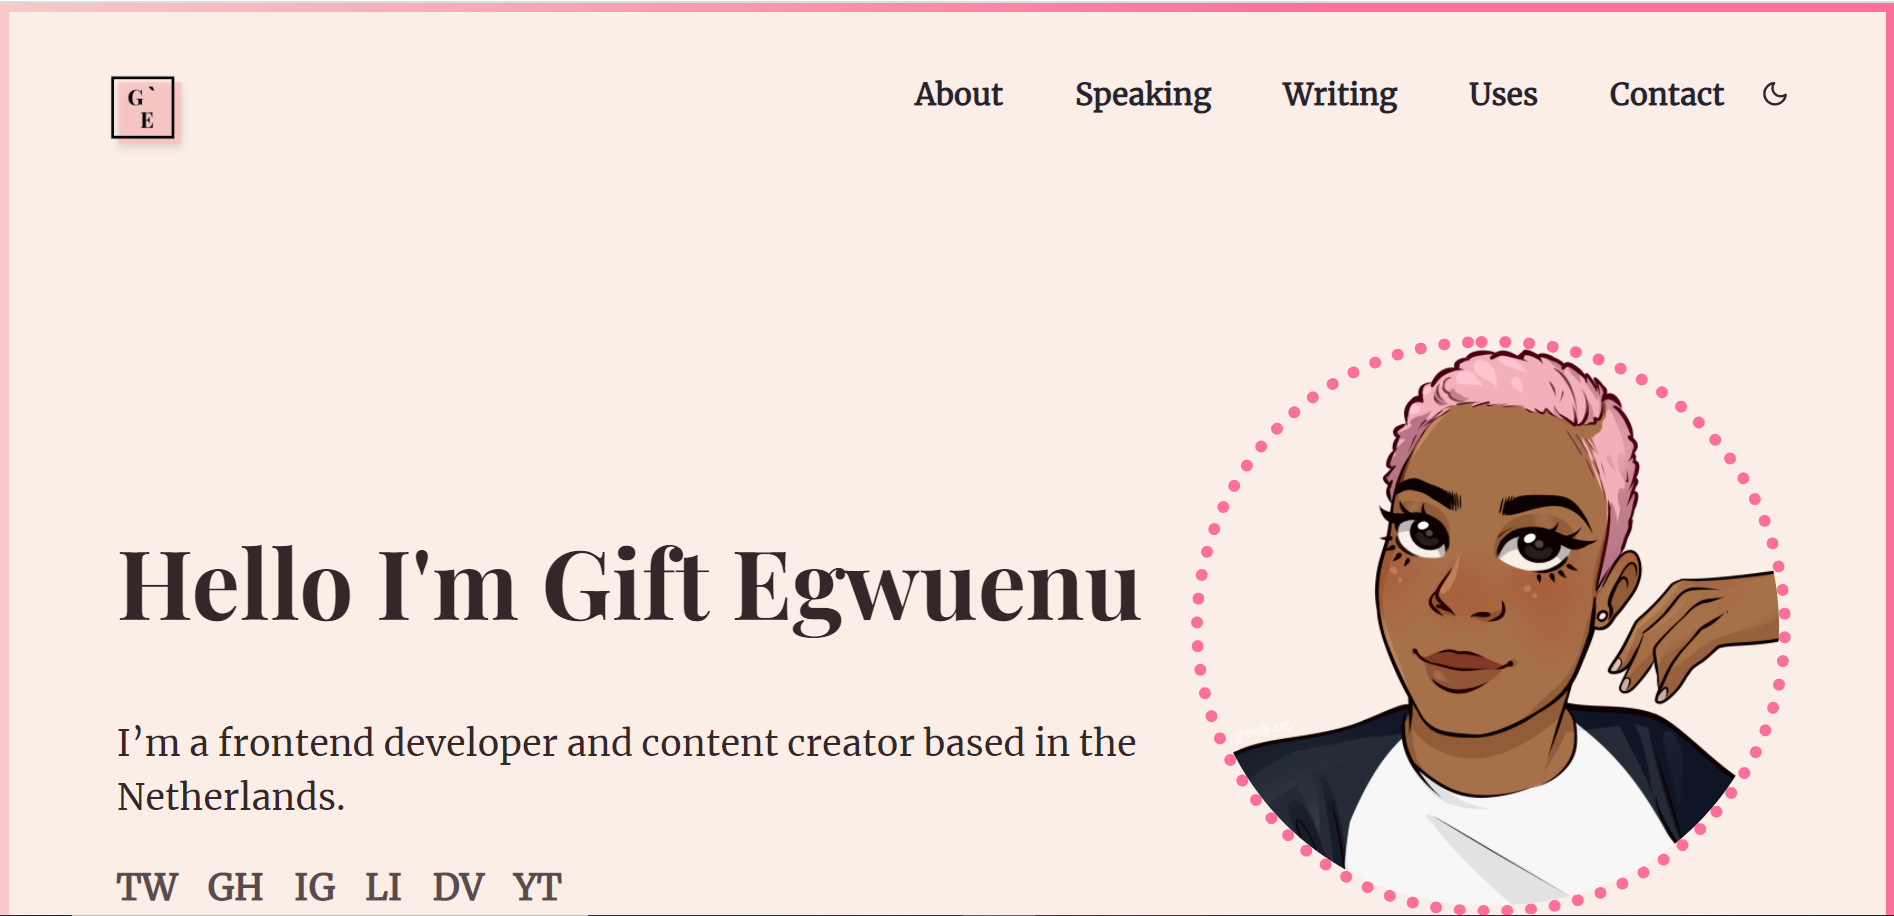 G`
E
About Speaking Writing Uses Contact
Hello I'm Gift Egwuenu
I’m a frontend developer and content creator based in the
Netherlands.
TW GH IG LI DV YT